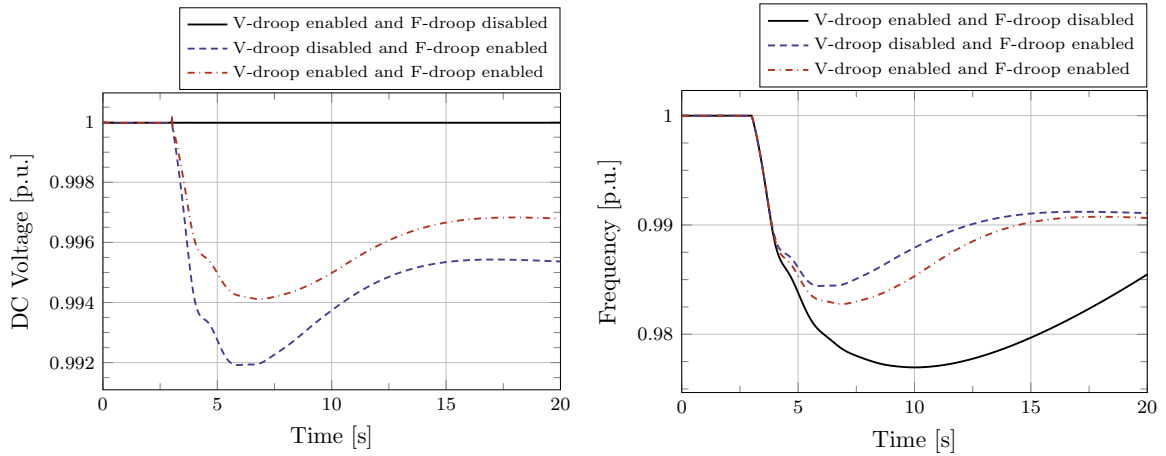 V-droop enabled and F-droop disabled
V-droop disabled and F-droop enabled
V-droop enabled and F-droop enabled
1
0.998
0.996
0.994
0.992
DC Voltage [p.u.]
0 5 10 15 20
Time [s]
V-droop enabled and F-droop disabled
V-droop disabled and F-droop enabled
V-droop enabled and F-droop enabled
1
0.99
0.98
Frequency [p.u.]
0 5 10 15 20
Time [s]